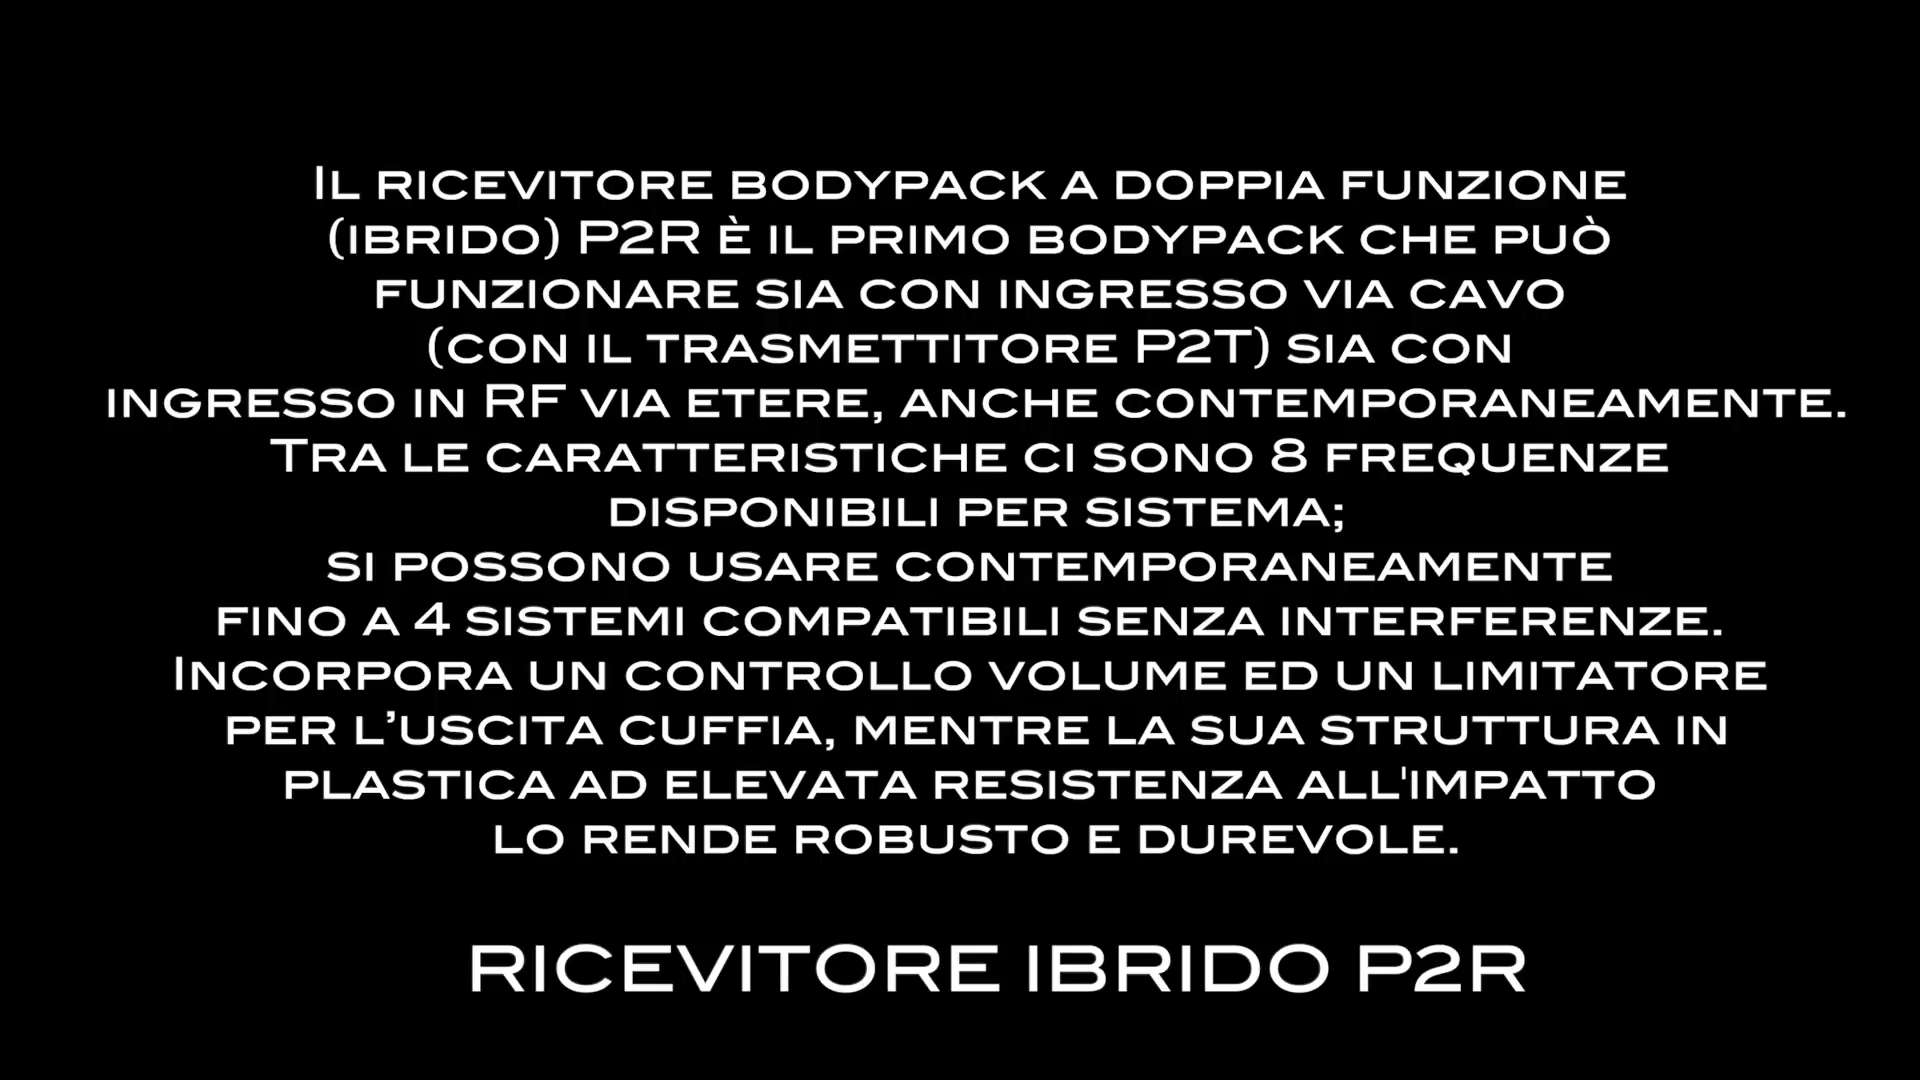 Il ricevitore bodypack a doppia funzione
(ibrido) P2R è il primo bodypack che può
funzionare sia con ingresso via cavo
(con il trasmettitore P2T) sia con
ingresso in RF via etere, anche contemporaneamente.
Tra le caratteristiche ci sono 8 frequenze
disponibili per sistema;
si possono usare contemporaneamente
fino a 4 sistemi compatibili senza interferenze.
Incorpora un controllo volume ed un limitatore
per l’uscita cuffia, mentre la sua struttura in
plastica ad elevata resistenza all'impatto
lo rende robusto e durevole.
RICEVITORE IBRIDO P2R